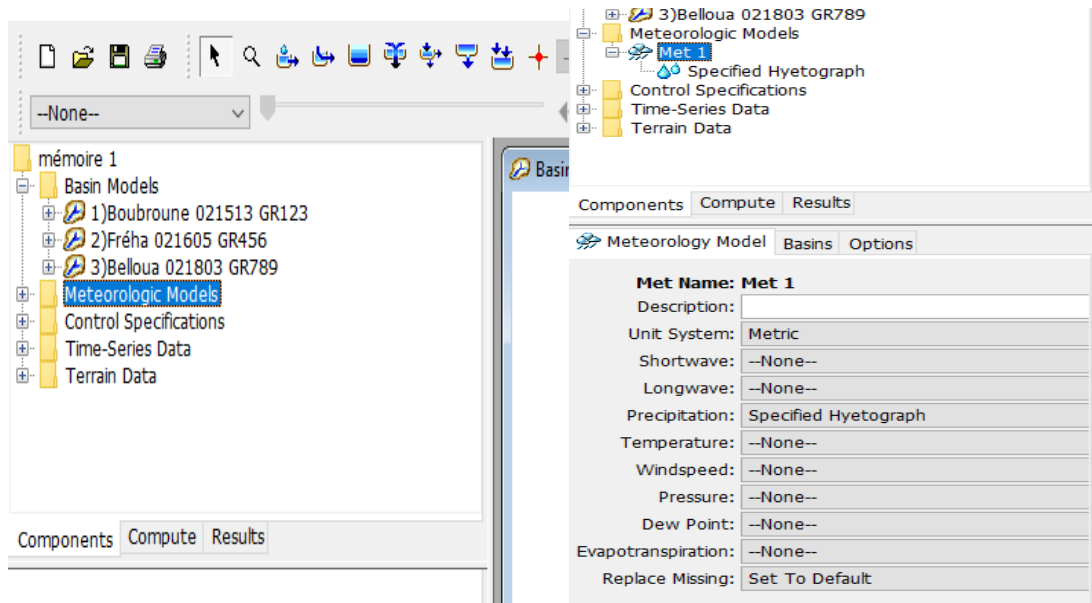 --None--
mémoire 1
Basin Models
1)Boubroune 021513 GR123
2)Fréha 021605 GR456
3)Belloua 021803 GR789
Meteorologic Models
Control Specifications
Time-Series Data
Terrain Data
Components Compute Results
Basin
3)Belloua 021803 GR789
Meteorologic Models
Met 1
Specified Hyetograph
Control Specifications
Time-Series Data
Terrain Data
Components Compute Results
Meteorology Model Basins Options
Met Name: Met 1
Description:
Unit System: Metric
Shortwave: --None--
Longwave: --None--
Precipitation: Specified Hyetograph
Temperature: --None--
Windspeed: --None--
Pressure: --None--
Dew Point: --None--
Evapotranspiration: --None--
Replace Missing: Set To Default